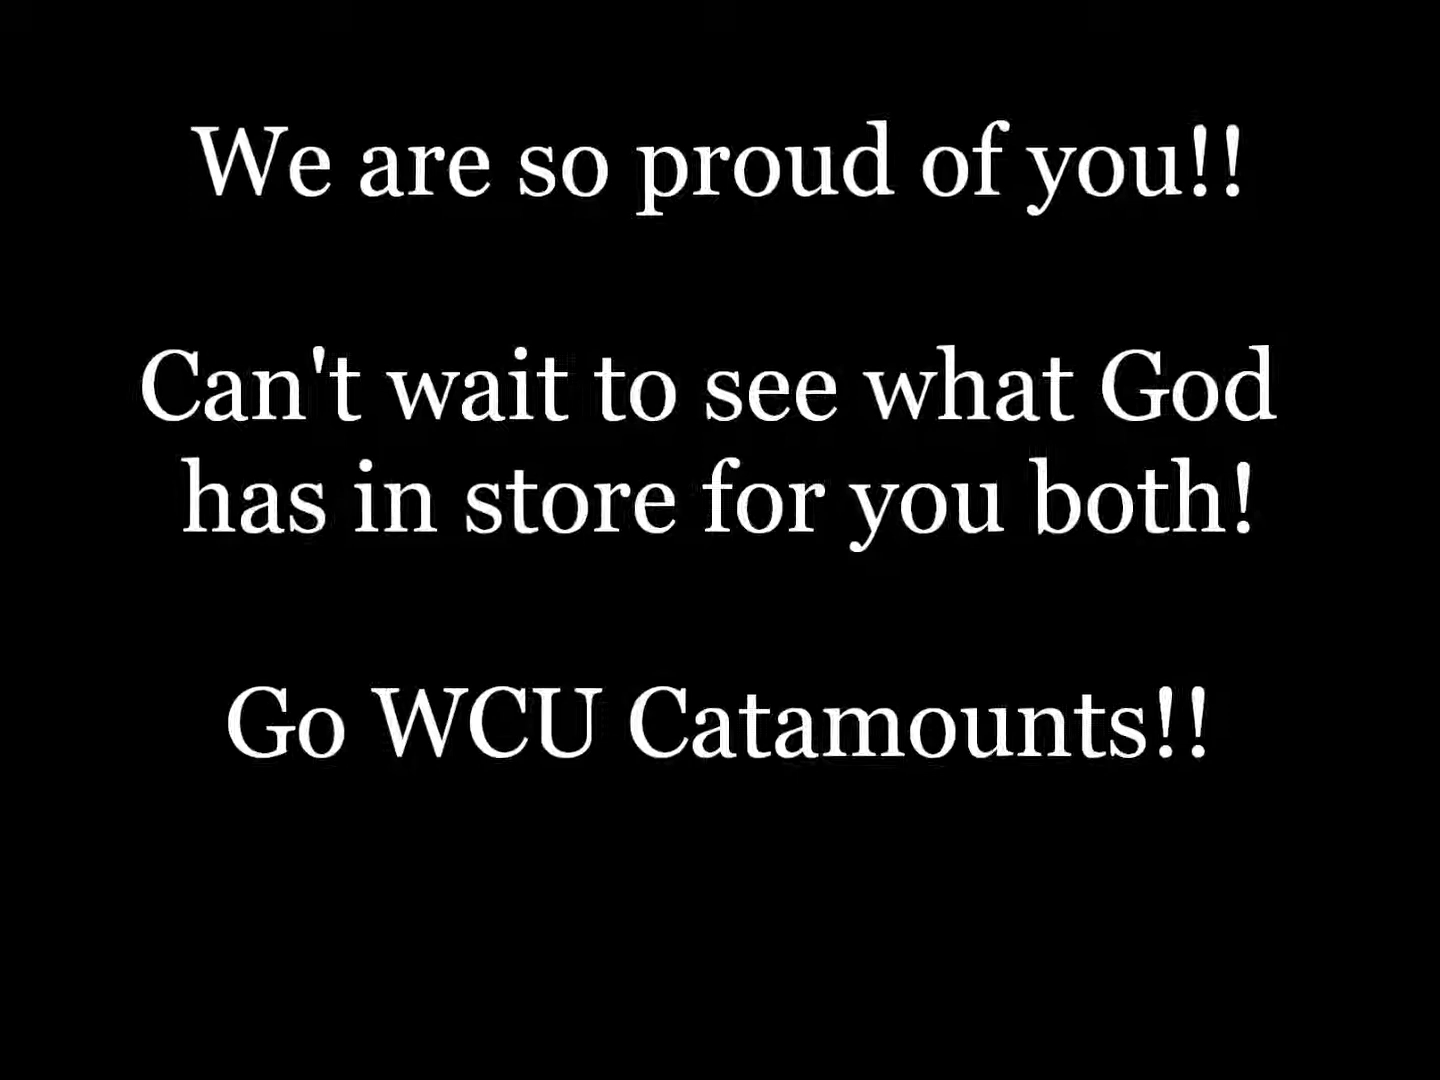 We are so proud of you!!
Can't wait to see what God
has in store for you both!
Go WCU Catamounts!!